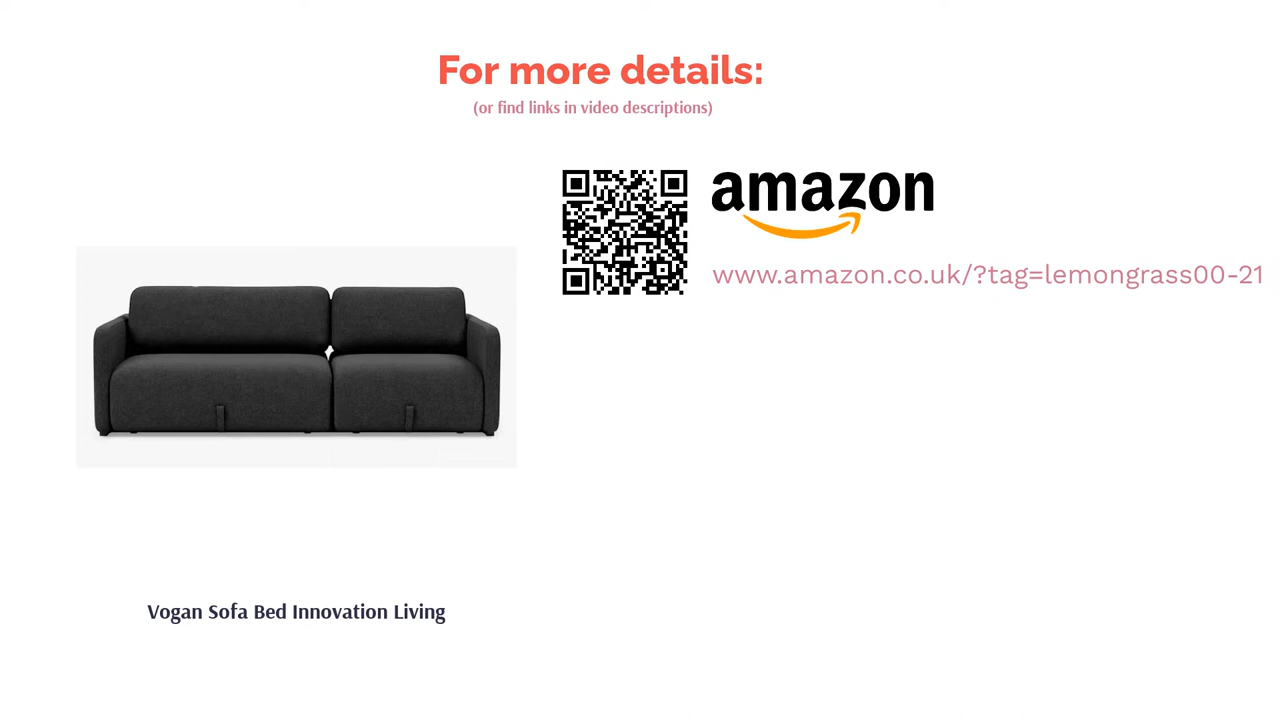 For more details:
(or find links in video descriptions)
amazon
www.amazon.co.uk/?tag=lemongrass00-21
Vogan Sofa Bed Innovation Living